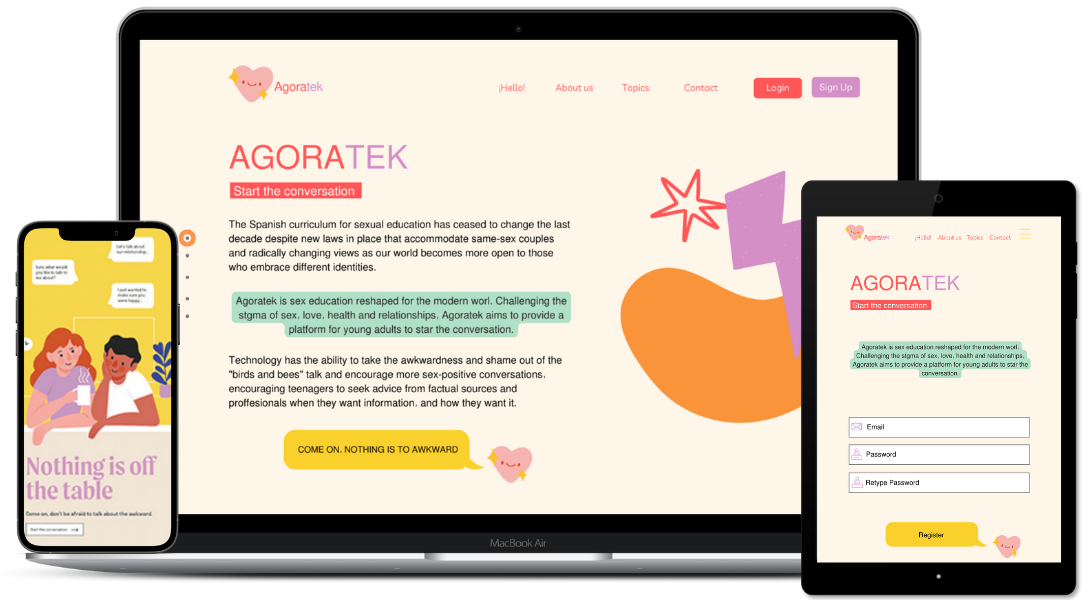 Agoratek
¡Hello!
About us
Topics
Contact
Login
Sign Up
AGORATEK
Start the conversation
The Spanish curriculum for sexual education has ceased to change the last
decade despite new laws in place that accommodate same-sex couples
and radically changing views as our world becomes more open to those
who embrace different identities.
Agoratek is sex education reshaped for the modern worl. Challenging the
stgma of sex. love. health and relationships. Agoratek aims to provide a
platform for young adults to star the conversation.
Technology has the ability to take the awkwardness and shame out of the
"birds and bees" talk and encourage more sex-positive conversations.
encouraging teenagers to seek advice from factual sources and
proffesionals when they want information. and how they want it.
COME ON. NOTHING IS TO AWKWARD
MacBook Air
Let's talk about
our relationship..
Sure what would
you like to talk to
me about?
I just wanted to
make sure you
were happy..
Nothing is off
the table
Come on, don't be afraid to talk about the awkward.
Start the conversation
Agoratek
¡Hello!
About us
Topics
Contact
AGORATEK
Start the conversation
Agoratek is sex education reshaped for the modern worl.
Challenging the stgma of sex. love. health and relationships.
Agoratek aims to provide a platform for young adults to star the
conversation.
Email
Password
Retype Password
Register